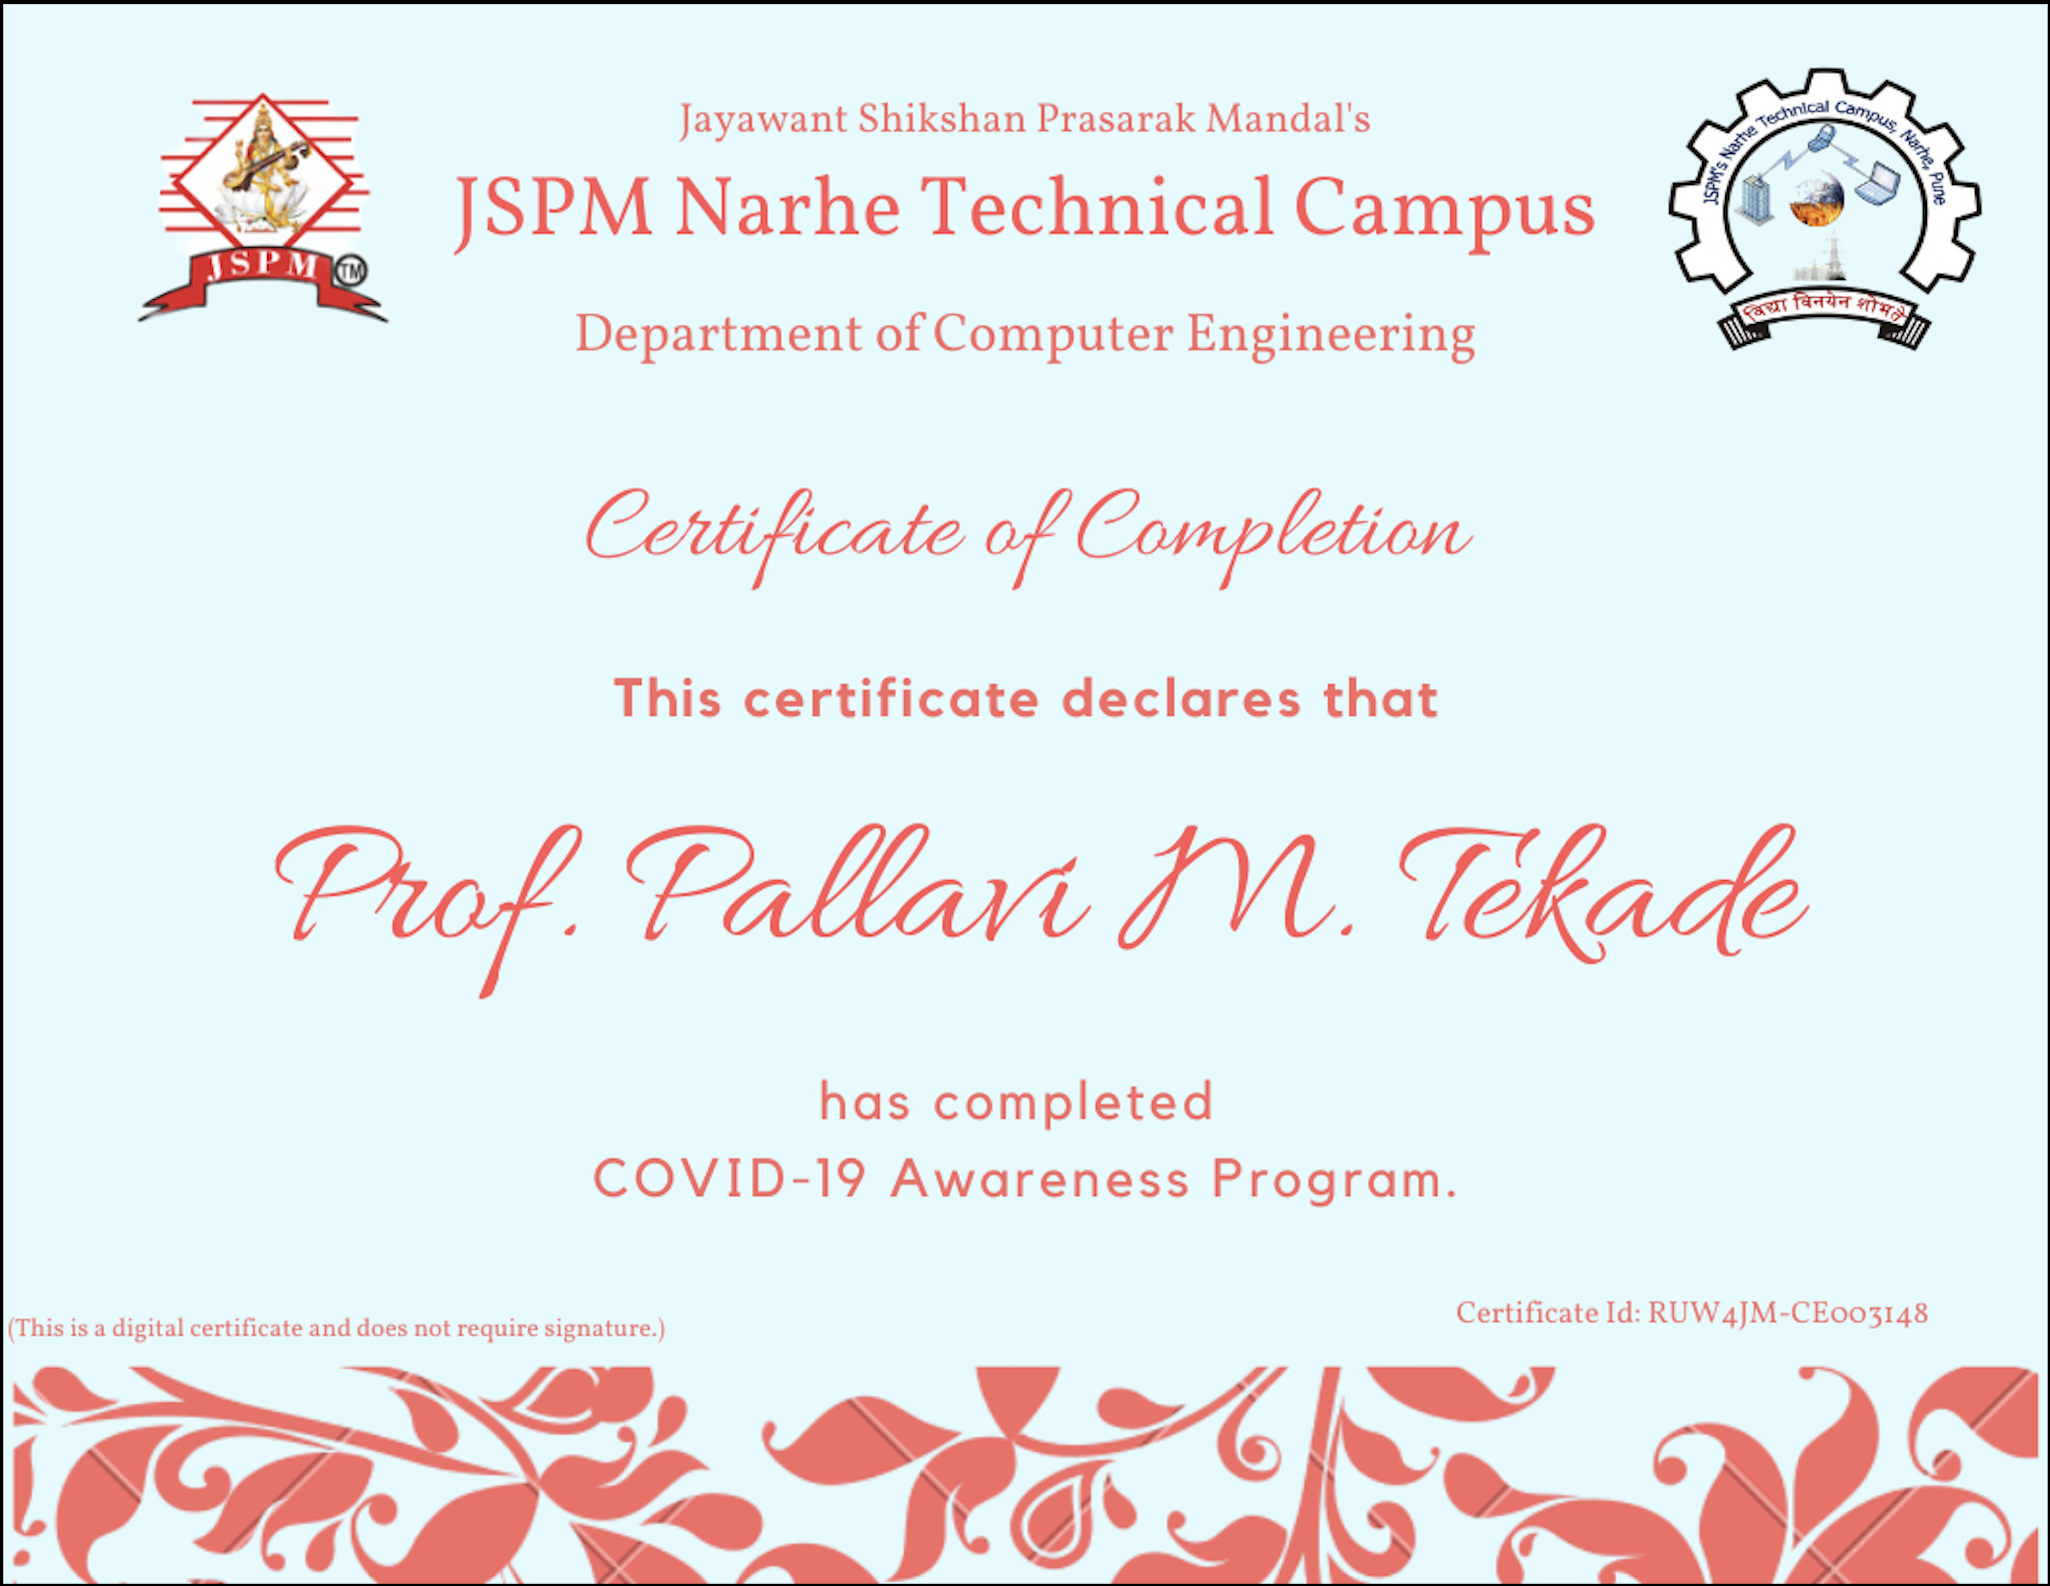 Jayawant Shikshan Prasarak Mandal's
JSPM Narhe Technical Campus
Department of Computer Engineering
JSPM TM
JSPM's Narhe Technical Campus, Narhe, Pune
विद्या विनयेन शोभते
Certificate of Completion
This certificate declares that
Prof. Pallavi M. Tekade
has completed
COVID-19 Awareness Program.
(This is a digital certificate and does not require signature.)
Certificate Id: RUW4JM-CE003148